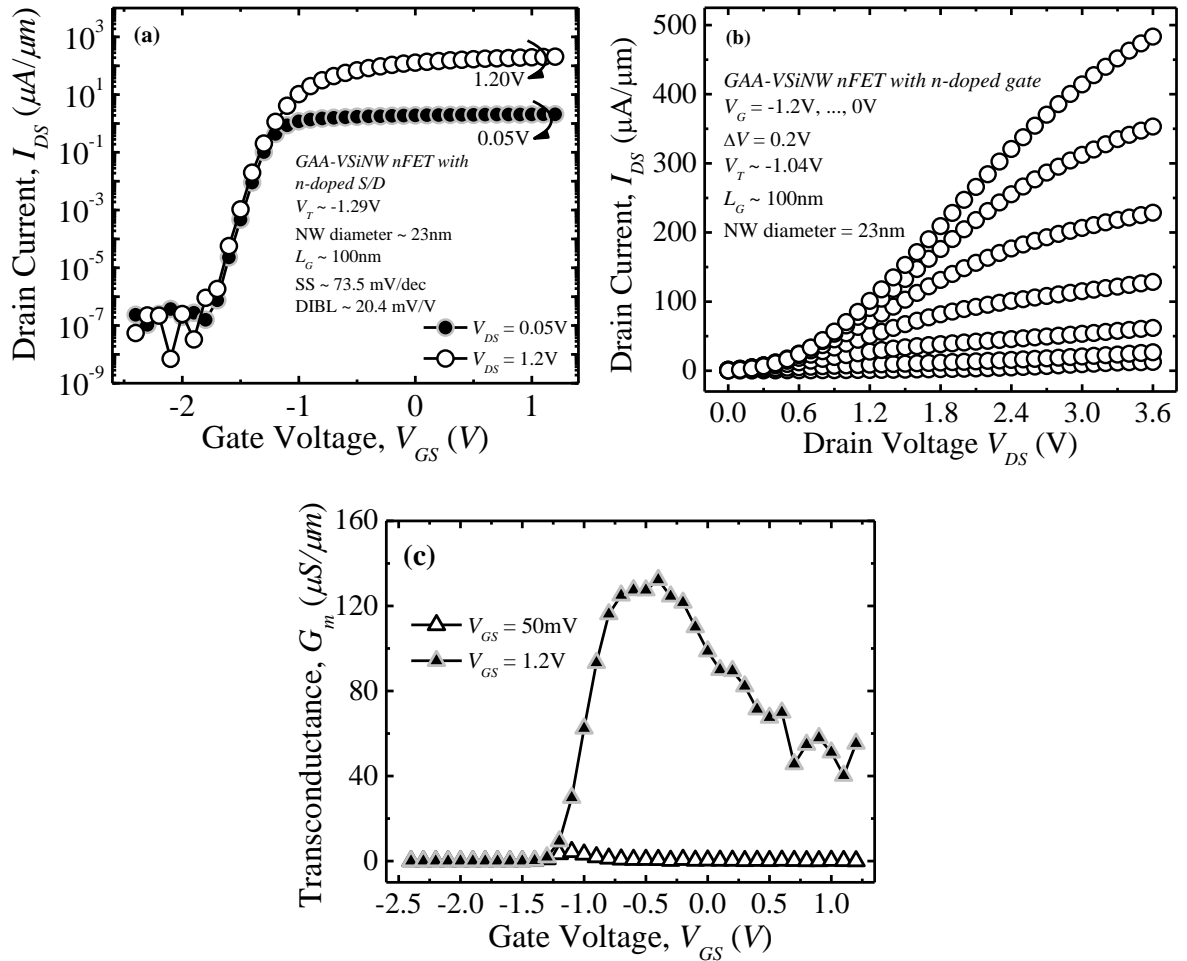 (a)
10^3
10^1
10^-1
10^-3
10^-5
10^-7
10^-9
Drain Current, I_DS (μA/μm)
1.20V
0.05V
GAA-VSiNW nFET with
n-doped S/D
V_T ~ -1.29V
NW diameter ~ 23nm
L_G ~ 100nm
SS ~ 73.5 mV/dec
DIBL ~ 20.4 mV/V
V_DS = 0.05V
V_DS = 1.2V
-2 -1 0 1
Gate Voltage, V_GS (V)
(b)
500
400
300
200
100
0
Drain Current, I_DS (μA/μm)
GAA-VSiNW nFET with n-doped gate
V_G = -1.2V, ..., 0V
ΔV = 0.2V
V_T ~ -1.04V
L_G ~ 100nm
NW diameter = 23nm
0.0 0.6 1.2 1.8 2.4 3.0 3.6
Drain Voltage V_DS (V)
(c)
160
120
80
40
0
Transconductance, G_m (μS/μm)
V_GS = 50mV
V_GS = 1.2V
-2.5 -2.0 -1.5 -1.0 -0.5 0.0 0.5 1.0
Gate Voltage, V_GS (V)